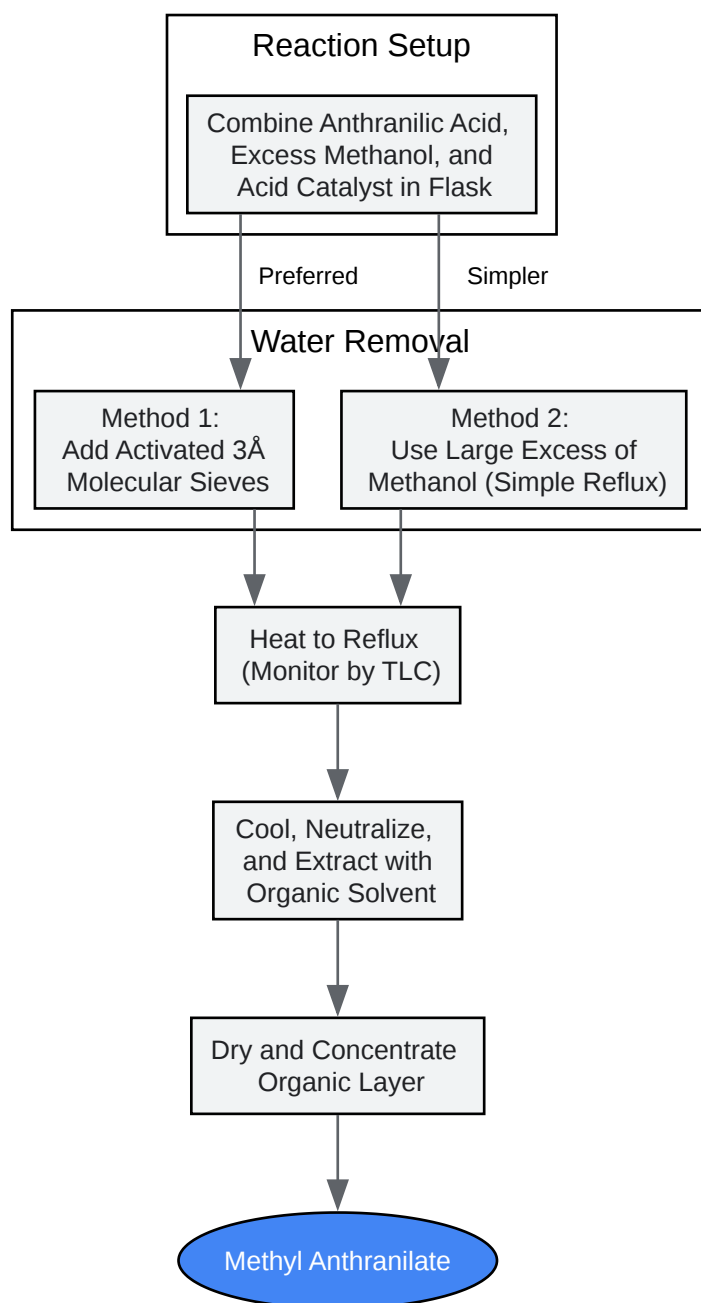 Reaction Setup
Combine Anthranilic Acid,
Excess Methanol, and
Acid Catalyst in Flask
Preferred
Simpler
Water Removal
Method 1:
Add Activated 3Å
Molecular Sieves
Method 2:
Use Large Excess of
Methanol (Simple Reflux)
Heat to Reflux
(Monitor by TLC)
Cool, Neutralize,
and Extract with
Organic Solvent
Dry and Concentrate
Organic Layer
Methyl Anthranilate